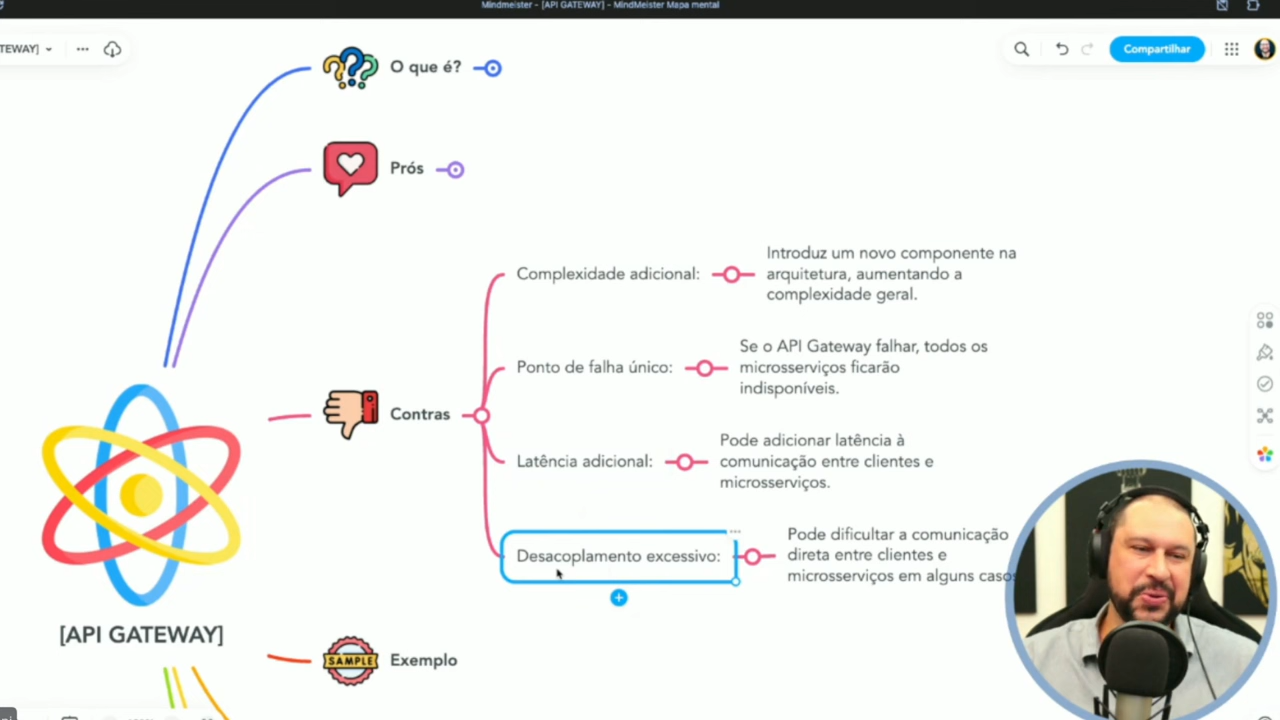 Mindmeister - [API GATEWAY] - MindMeister Mapa mental
TEWAY]
Compartilhar
O que é?
Prós
Contras
Complexidade adicional:
Introduz um novo componente na
arquitetura, aumentando a
complexidade geral.
Ponto de falha único:
Se o API Gateway falhar, todos os
microsserviços ficarão
indisponíveis.
Latência adicional:
Pode adicionar latência à
comunicação entre clientes e
microsserviços.
Desacoplamento excessivo:
Pode dificultar a comunicação
direta entre clientes e
microsserviços em alguns casos
[API GATEWAY]
SAMPLE
Exemplo